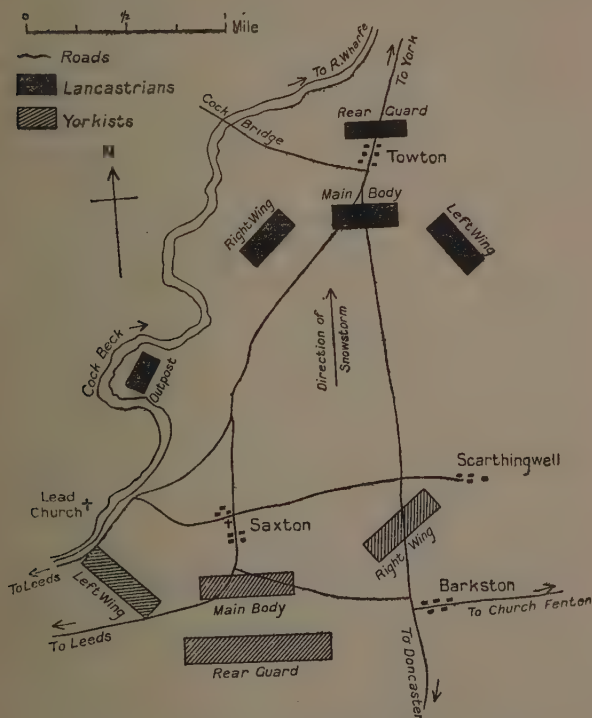 0 ½ 1 Mile
Roads
Lancastrians
Yorkists
N
To R. Wharfe
To York
Cock Bridge
Rear Guard
Towton
Main Body
Right Wing
Left Wing
Direction of
Snowstorm
Cock Beck
Outpost
Scarthingwell
Lead
Church
Saxton
Right Wing
To Leeds
Left Wing
Main Body
Barkston
To Church Fenton
To Leeds
Rear Guard
To Doncaster